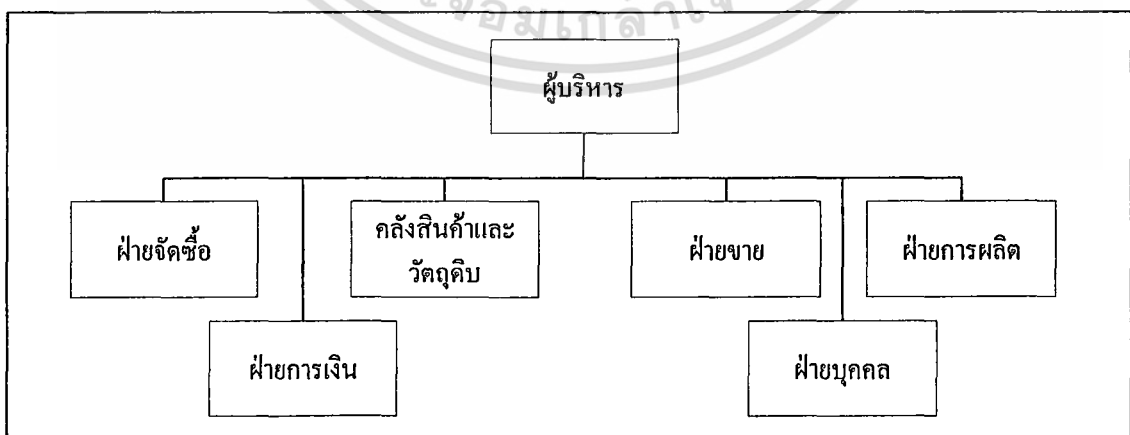 ผู้บริหาร
ฝ่ายจัดซื้อ
คลังสินค้าและ
วัตถุดิบ
ฝ่ายขาย
ฝ่ายการผลิต
ฝ่ายการเงิน
ฝ่ายบุคคล